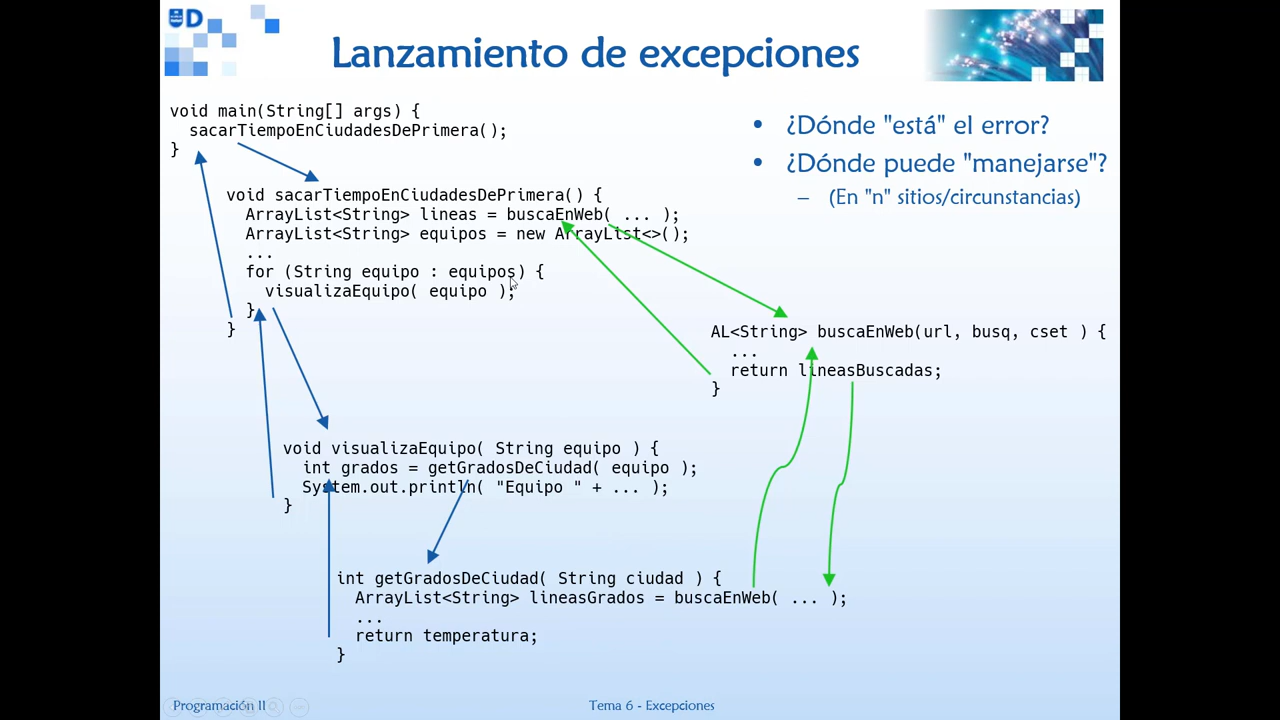 UD
Lanzamiento de excepciones
void main(String[] args) {
sacarTiempoEnCiudadesDePrimera();
}
void sacarTiempoEnCiudadesDePrimera() {
ArrayList<String> lineas = buscaEnWeb( ... );
ArrayList<String> equipos = new ArrayList<>();
...
for (String equipo : equipos) {
visualizaEquipo( equipo );
}
}
void visualizaEquipo( String equipo ) {
int grados = getGradosDeCiudad( equipo );
System.out.println( "Equipo " + ... );
}
int getGradosDeCiudad( String ciudad ) {
ArrayList<String> lineasGrados = buscaEnWeb( ... );
...
return temperatura;
}
• ¿Dónde "está" el error?
• ¿Dónde puede "manejarse"?
– (En "n" sitios/circunstancias)
AL<String> buscaEnWeb(url, busq, cset ) {
...
return lineasBuscadas;
}
Programación II
Tema 6 - Excepciones